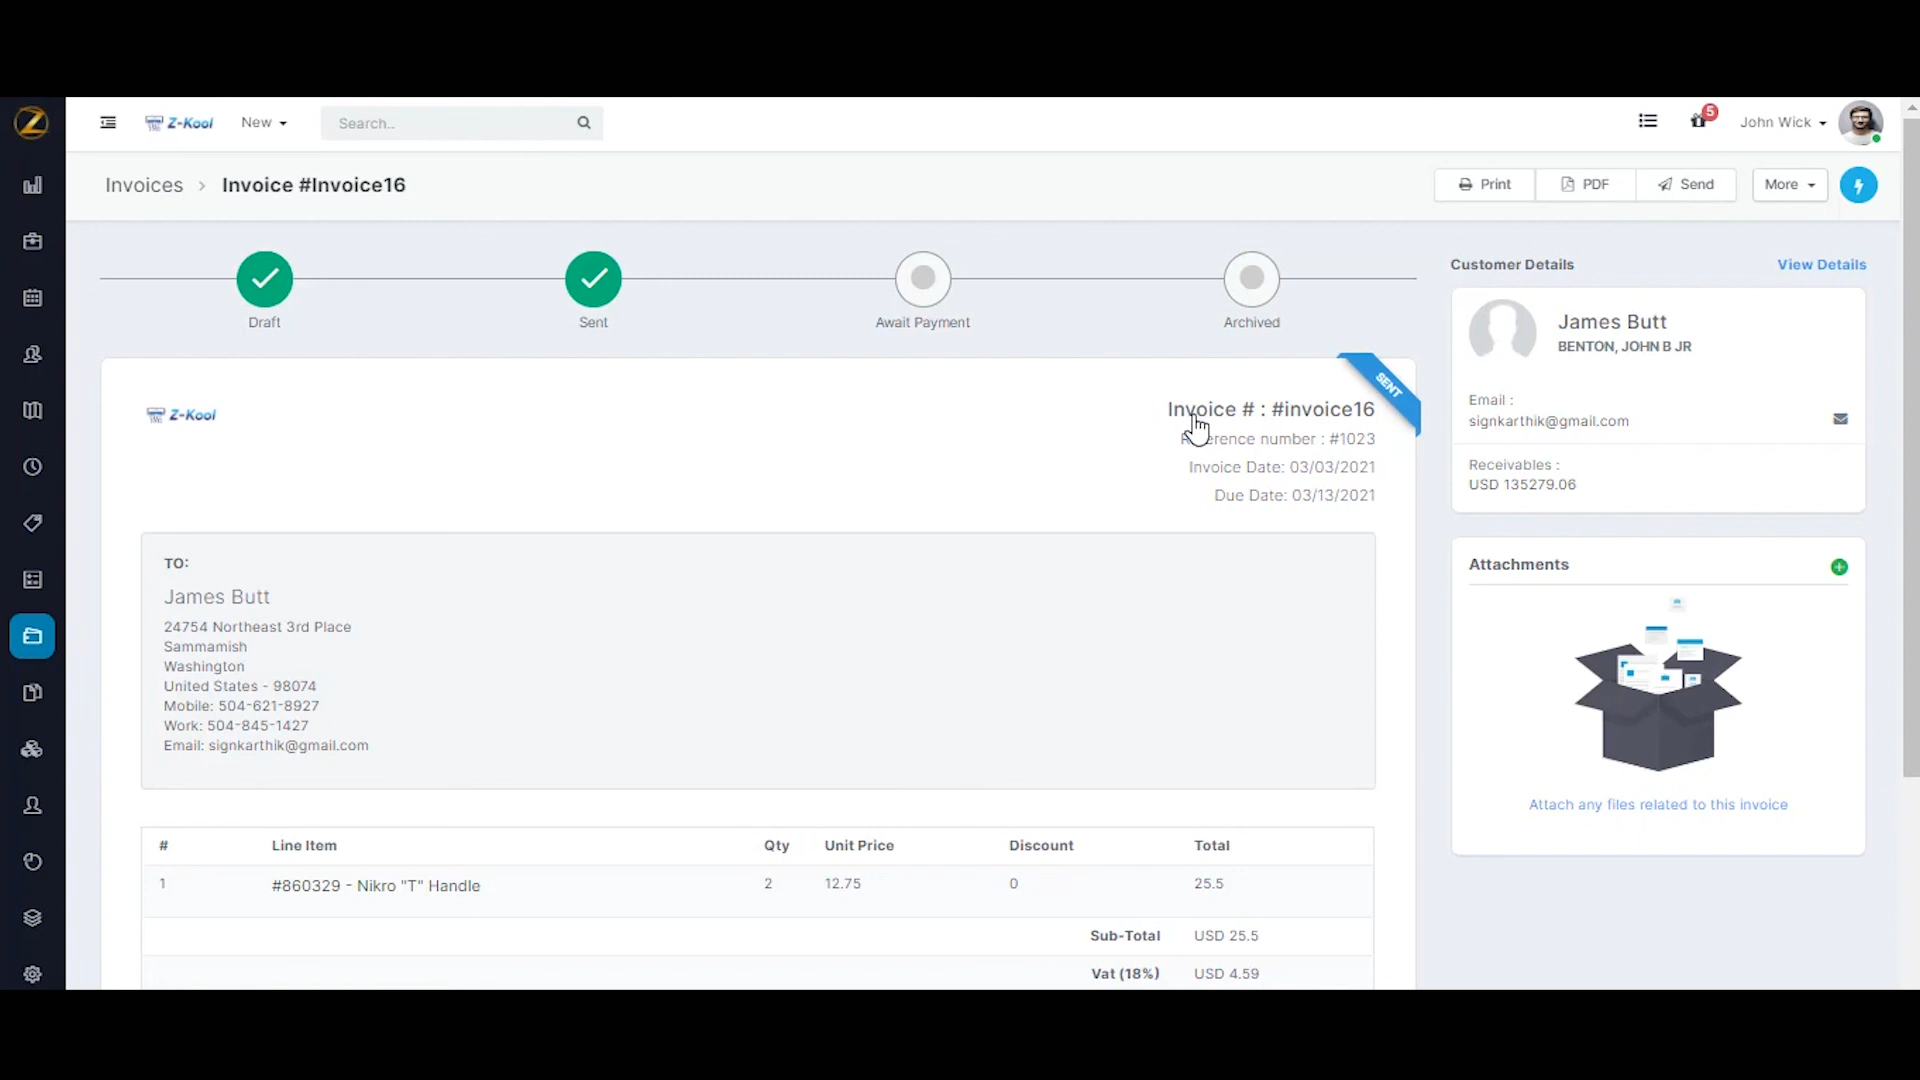 Z-Kool
New
Search..
5
John Wick
Invoices > Invoice #Invoice16
Print
PDF
Send
More
Draft
Sent
Await Payment
Archived
Customer Details
View Details
James Butt
BENTON, JOHN B JR
Email :
signkarthik@gmail.com
Receivables :
USD 135279.06
Attachments
Attach any files related to this invoice
SENT
Z-Kool
Invoice # : #invoice16
Reference number : #1023
Invoice Date: 03/03/2021
Due Date: 03/13/2021
TO:
James Butt
24754 Northeast 3rd Place
Sammamish
Washington
United States - 98074
Mobile: 504-621-8927
Work: 504-845-1427
Email: signkarthik@gmail.com
# Line Item Qty Unit Price Discount Total
1 #860329 - Nikro "T" Handle 2 12.75 0 25.5
Sub-Total USD 25.5
Vat (18%) USD 4.59